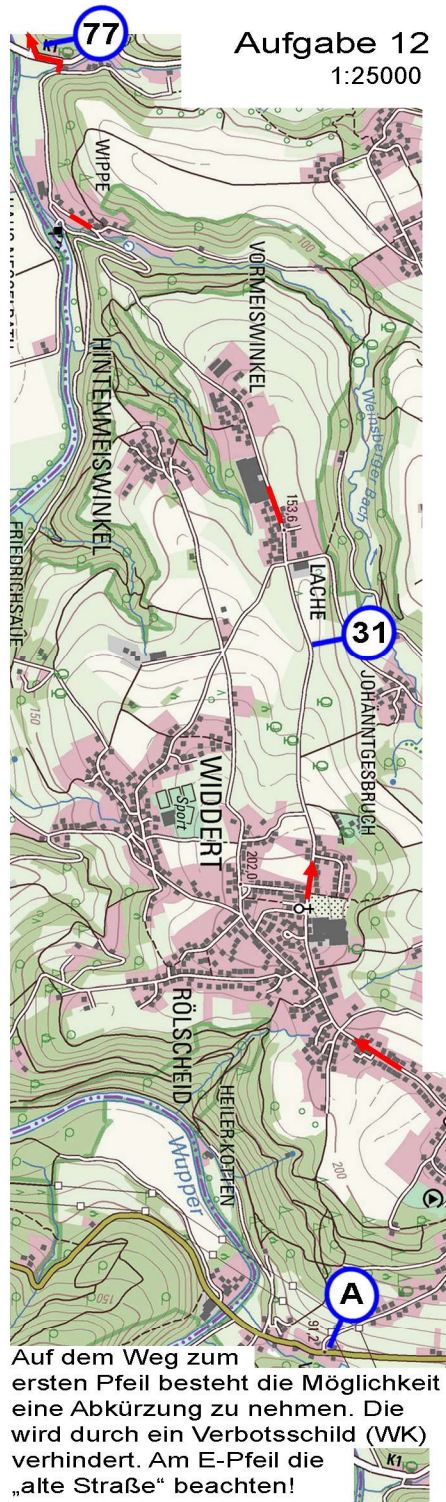 77
K1
Aufgabe 12
1:25000
WIPPE
100
VORMEISWINKEL
HINTENMEISWINKEL
Weinsberger Bach
153,6
FRIEDRICHSAUE
LACHE
31
150
JOHANNTGESBRUCH
WIDDERT
Sport
202,0
RÖLSCHEID
HEILER-KOTTEN
200
Wupper
150
A
91,2
Auf dem Weg zum
ersten Pfeil besteht die Möglichkeit
eine Abkürzung zu nehmen. Die
wird durch ein Verbotsschild (WK)
verhindert. Am E-Pfeil die
„alte Straße“ beachten!
K1